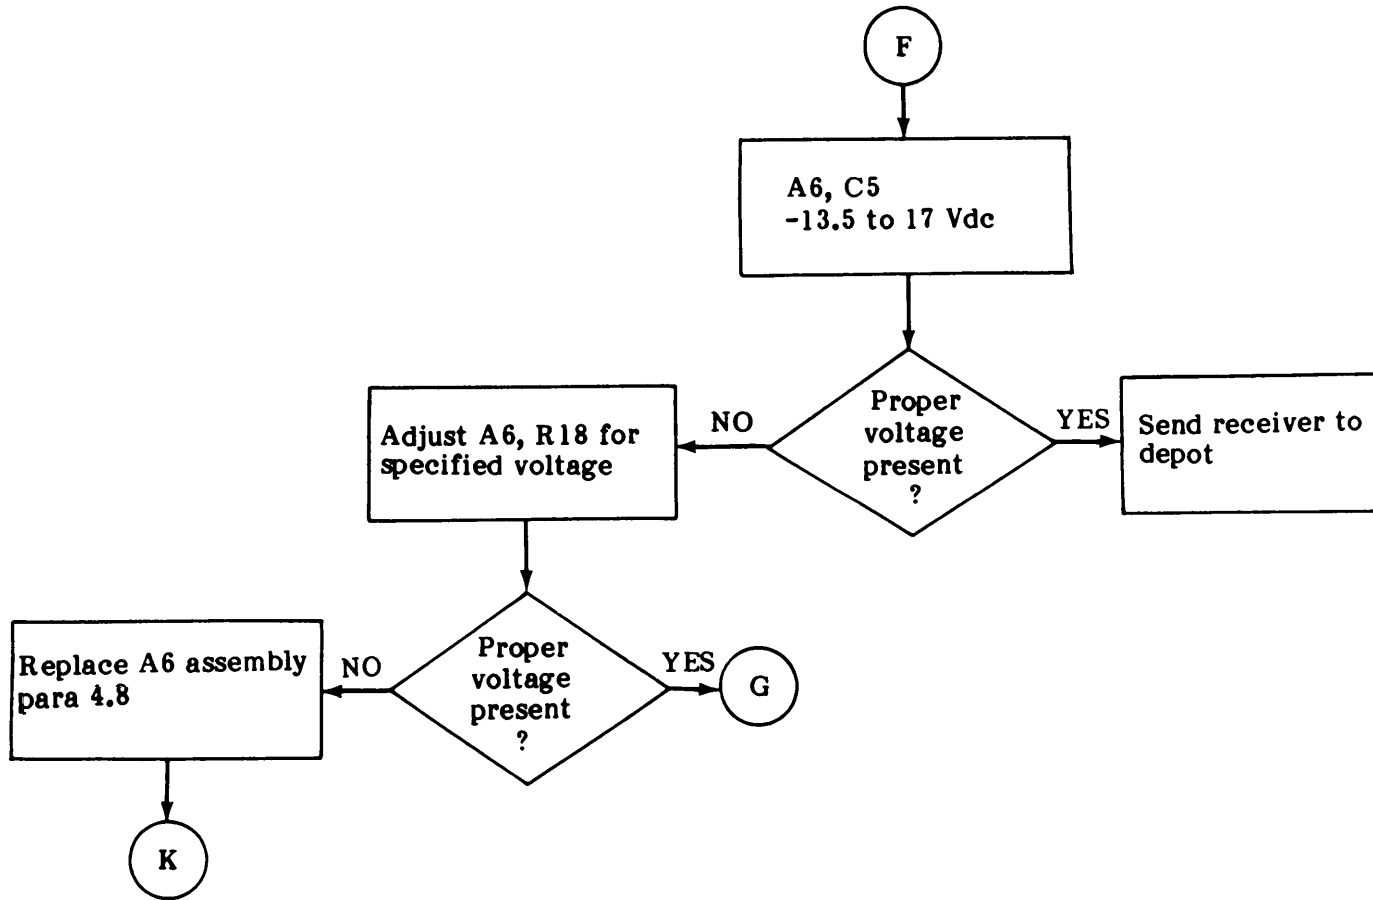 F
A6, C5
-13.5 to 17 Vdc
Proper
voltage
present
?
NO
YES
Adjust A6, R18 for
specified voltage
Send receiver to
depot
Proper
voltage
present
?
NO
YES
Replace A6 assembly
para 4.8
G
K